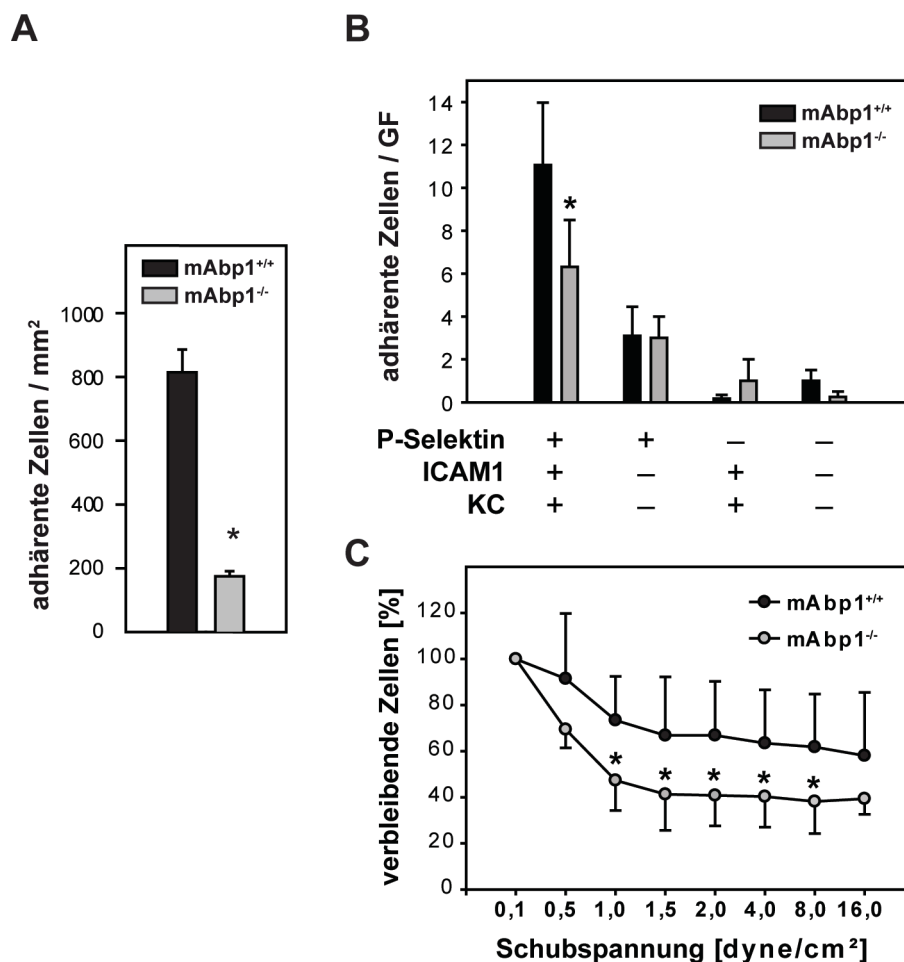 A
adhärente Zellen / mm²
mAbp1⁺/⁺
mAbp1⁻/⁻
1000
800
600
400
200
0
*
B
adhärente Zellen / GF
14
12
10
8
6
4
2
0
mAbp1⁺/⁺
mAbp1⁻/⁻
*
P-Selektin + + – –
ICAM1 + – + –
KC + – + –
C
verbleibende Zellen [%]
120
100
80
60
40
20
0
mAbp1⁺/⁺
mAbp1⁻/⁻
* * * * *
0,1 0,5 1,0 1,5 2,0 4,0 8,0 16,0
Schubspannung [dyne/cm²]